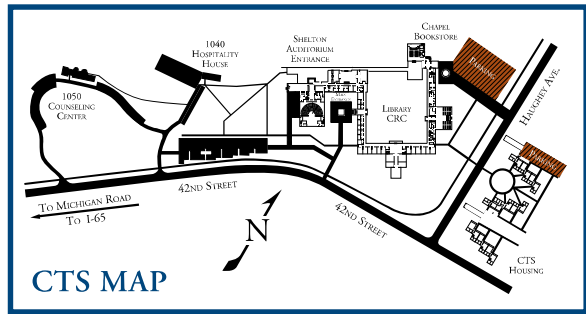 CHAPEL
BOOKSTORE
SHELTON
AUDITORIUM
ENTRANCE
1040
HOSPITALITY
HOUSE
PARKING
HAUGHEY AVE.
1050
COUNSELING
CENTER
LIBRARY
CRC
PARKING
42ND STREET
42ND STREET
TO MICHIGAN ROAD
TO I-65
N
CTS
HOUSING
CTS MAP